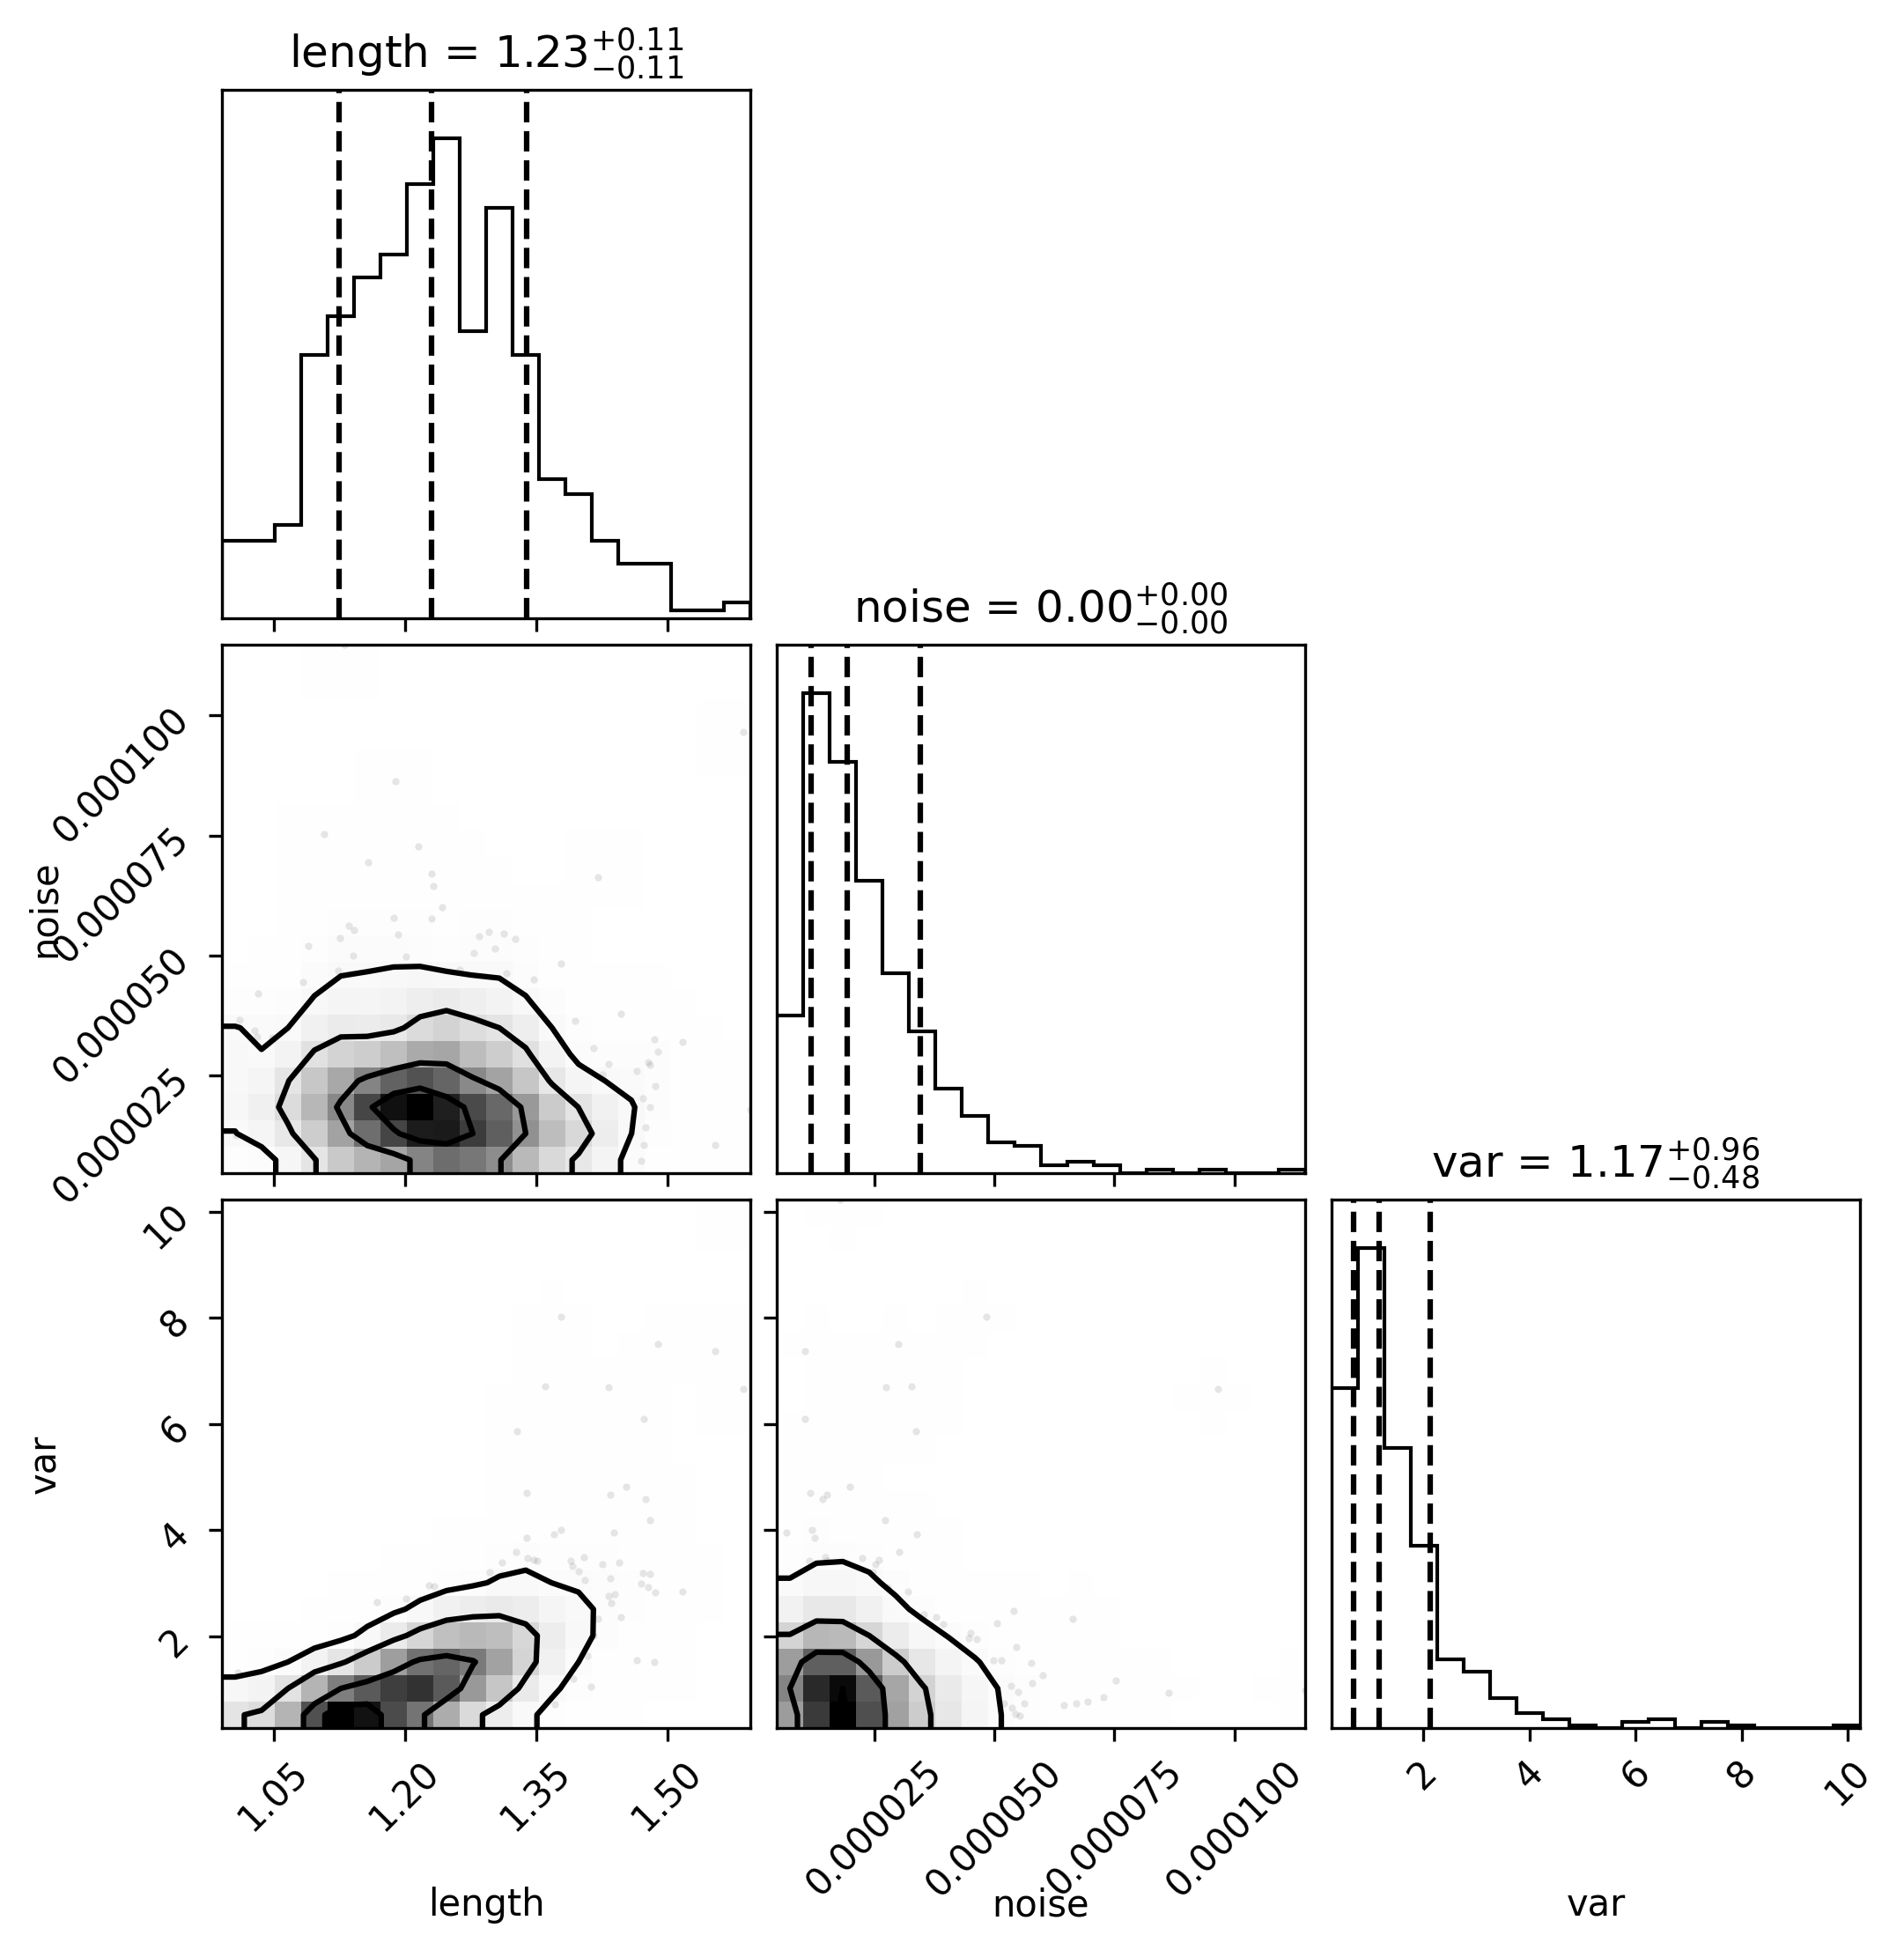 length = 1.23+0.11−0.11
noise = 0.00+0.00−0.00
0.000100
0.000075
0.000050
0.000025
noise
var = 1.17+0.96−0.48
10
8
6
4
2
var
1.05 1.20 1.35 1.50
0.000025 0.000050 0.000075 0.000100
2 4 6 8 10
length noise var